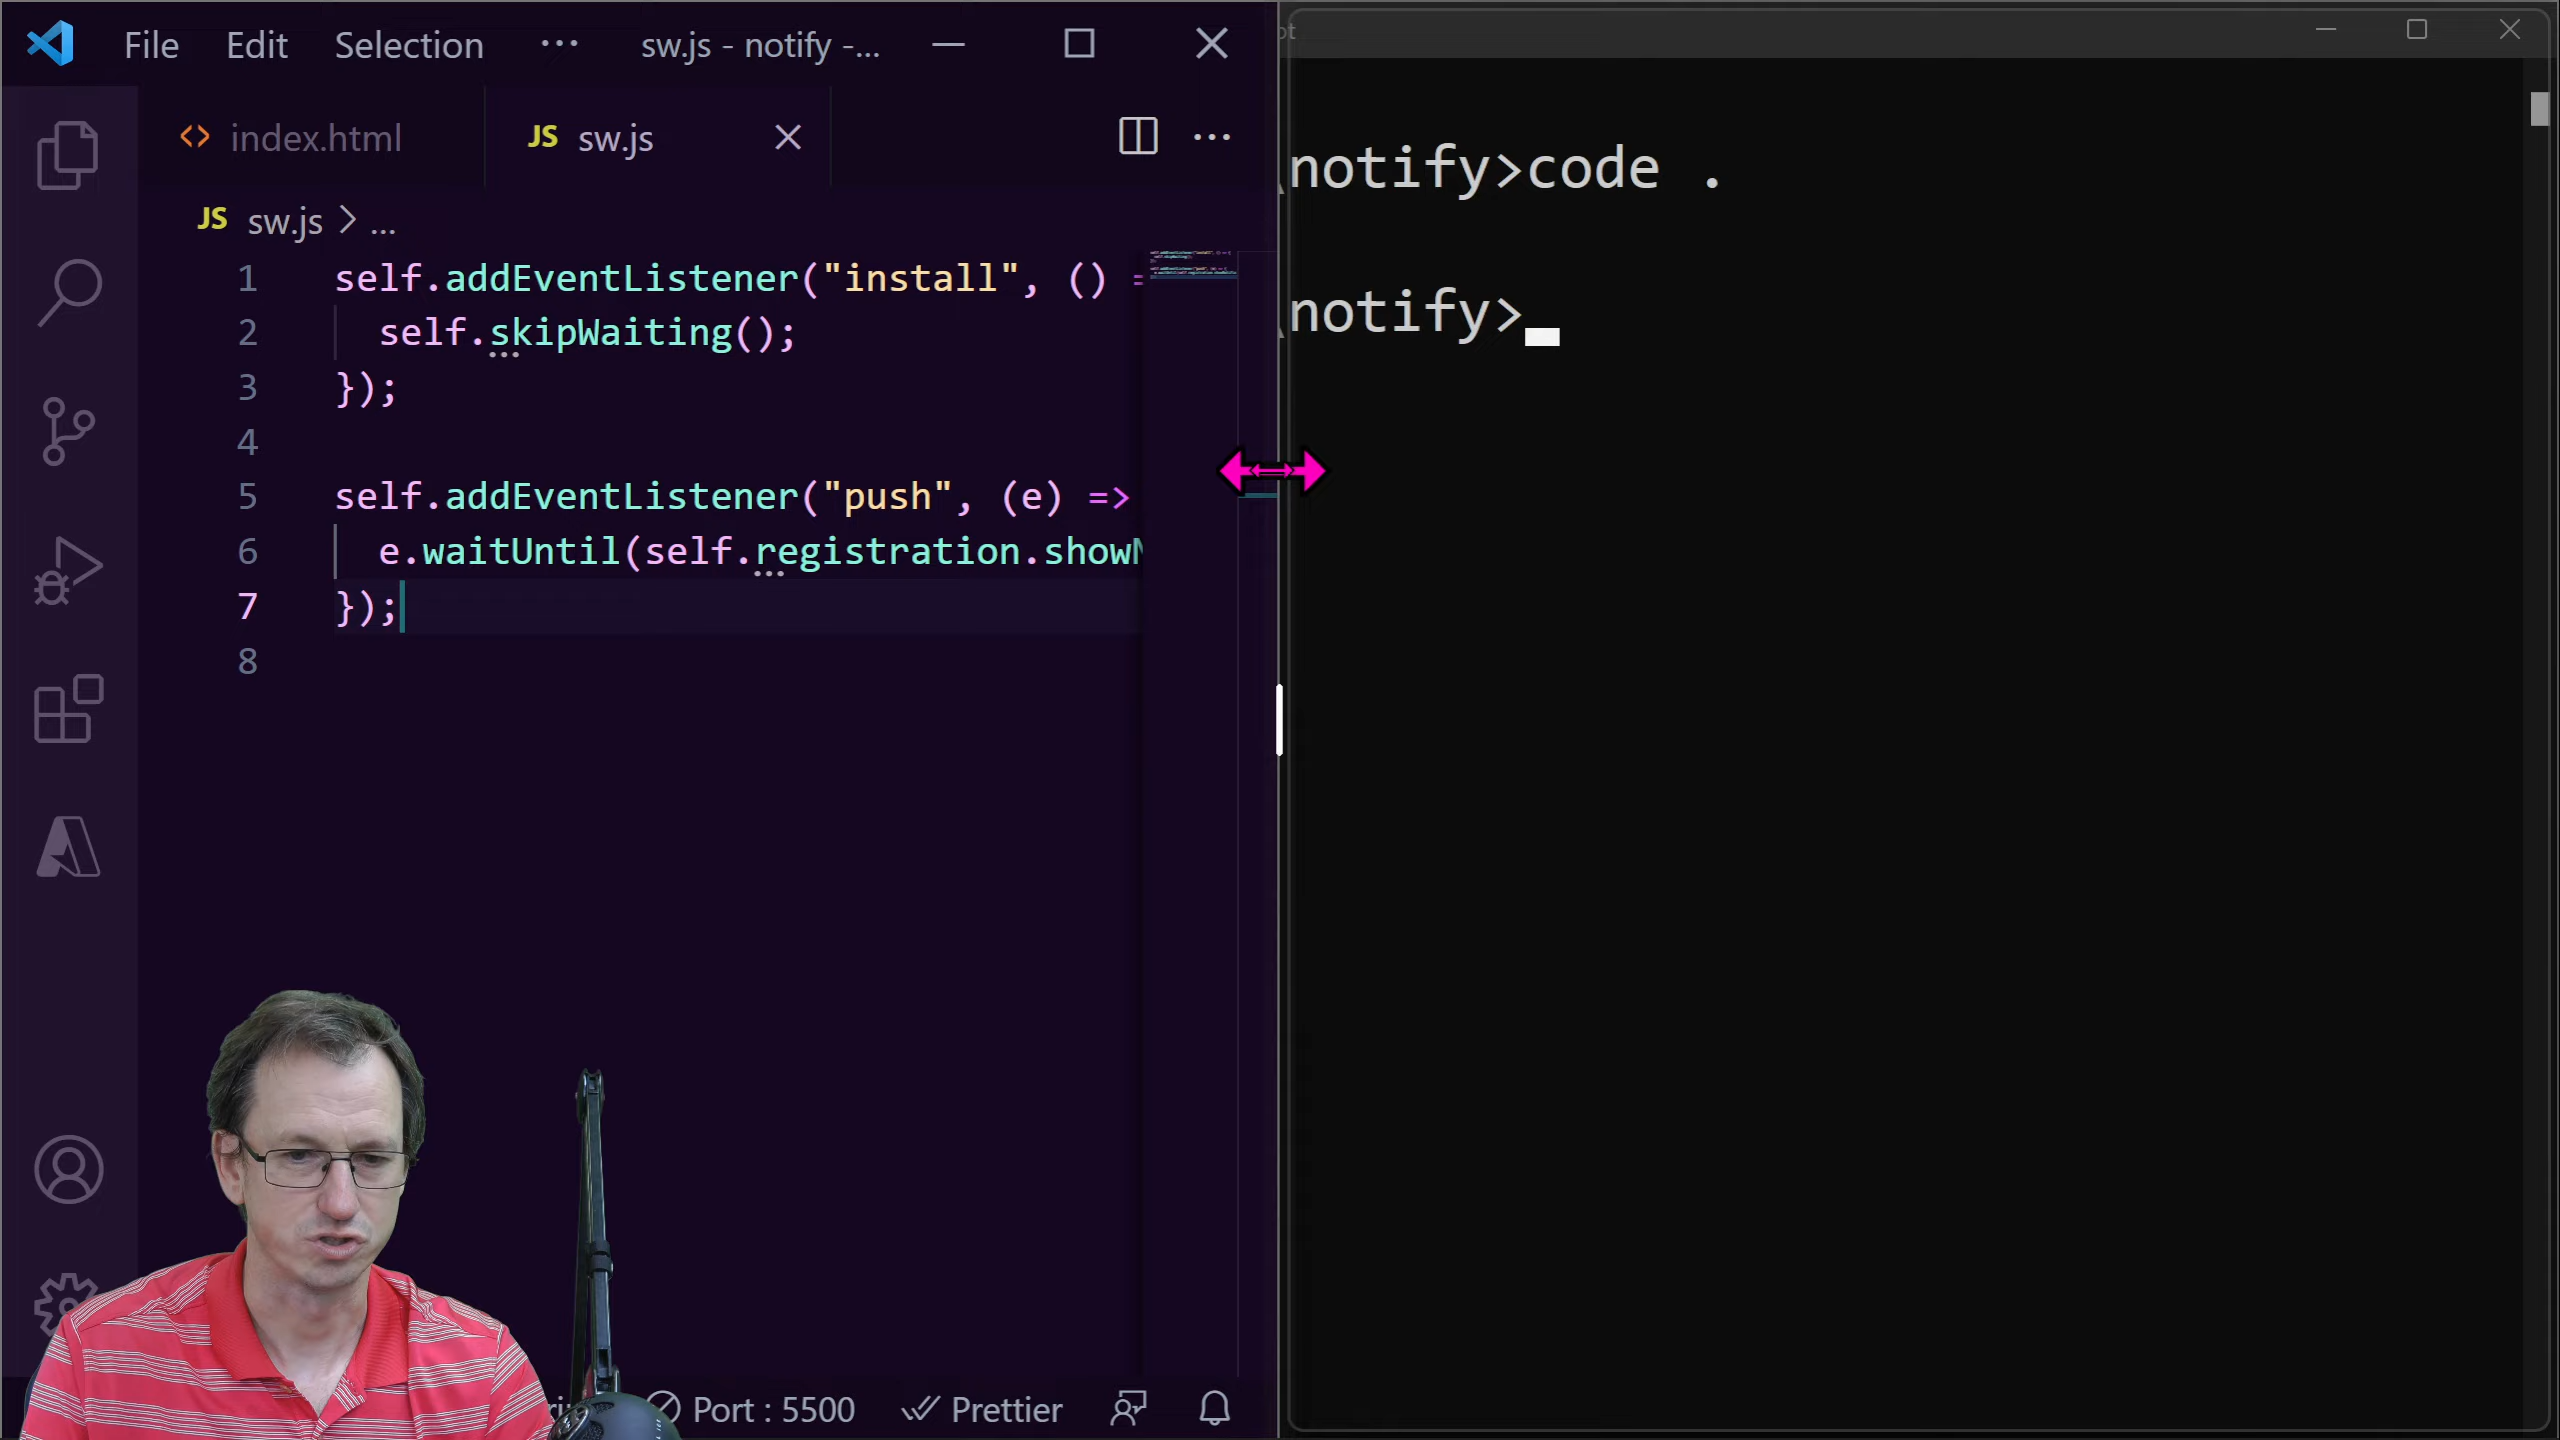 File Edit Selection ··· sw.js - notify -...
index.html
JS sw.js
JS sw.js > ...
1 self.addEventListener("install", () =
2 self.skipWaiting();
3 });
4
5 self.addEventListener("push", (e) =>
6 e.waitUntil(self.registration.show
7 });
8
Port : 5500 Prettier
\notify>code .
\notify>